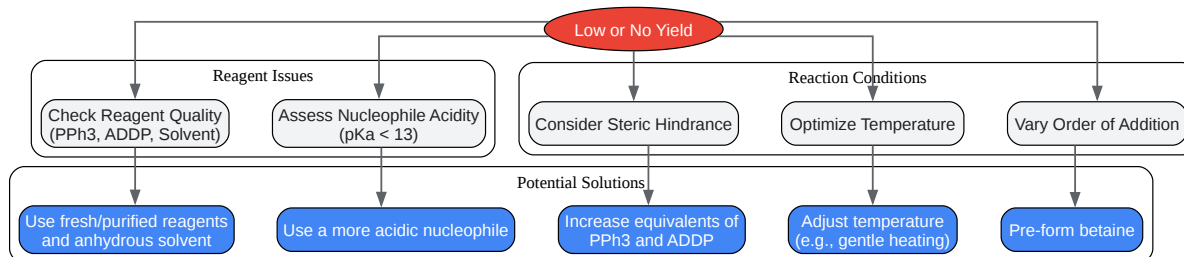 Low or No Yield
Reagent Issues
Reaction Conditions
Check Reagent Quality
(PPh3, ADDP, Solvent)
Assess Nucleophile Acidity
(pKa < 13)
Consider Steric Hindrance
Optimize Temperature
Vary Order of Addition
Potential Solutions
Use fresh/purified reagents
and anhydrous solvent
Use a more acidic nucleophile
Increase equivalents of
PPh3 and ADDP
Adjust temperature
(e.g., gentle heating)
Pre-form betaine